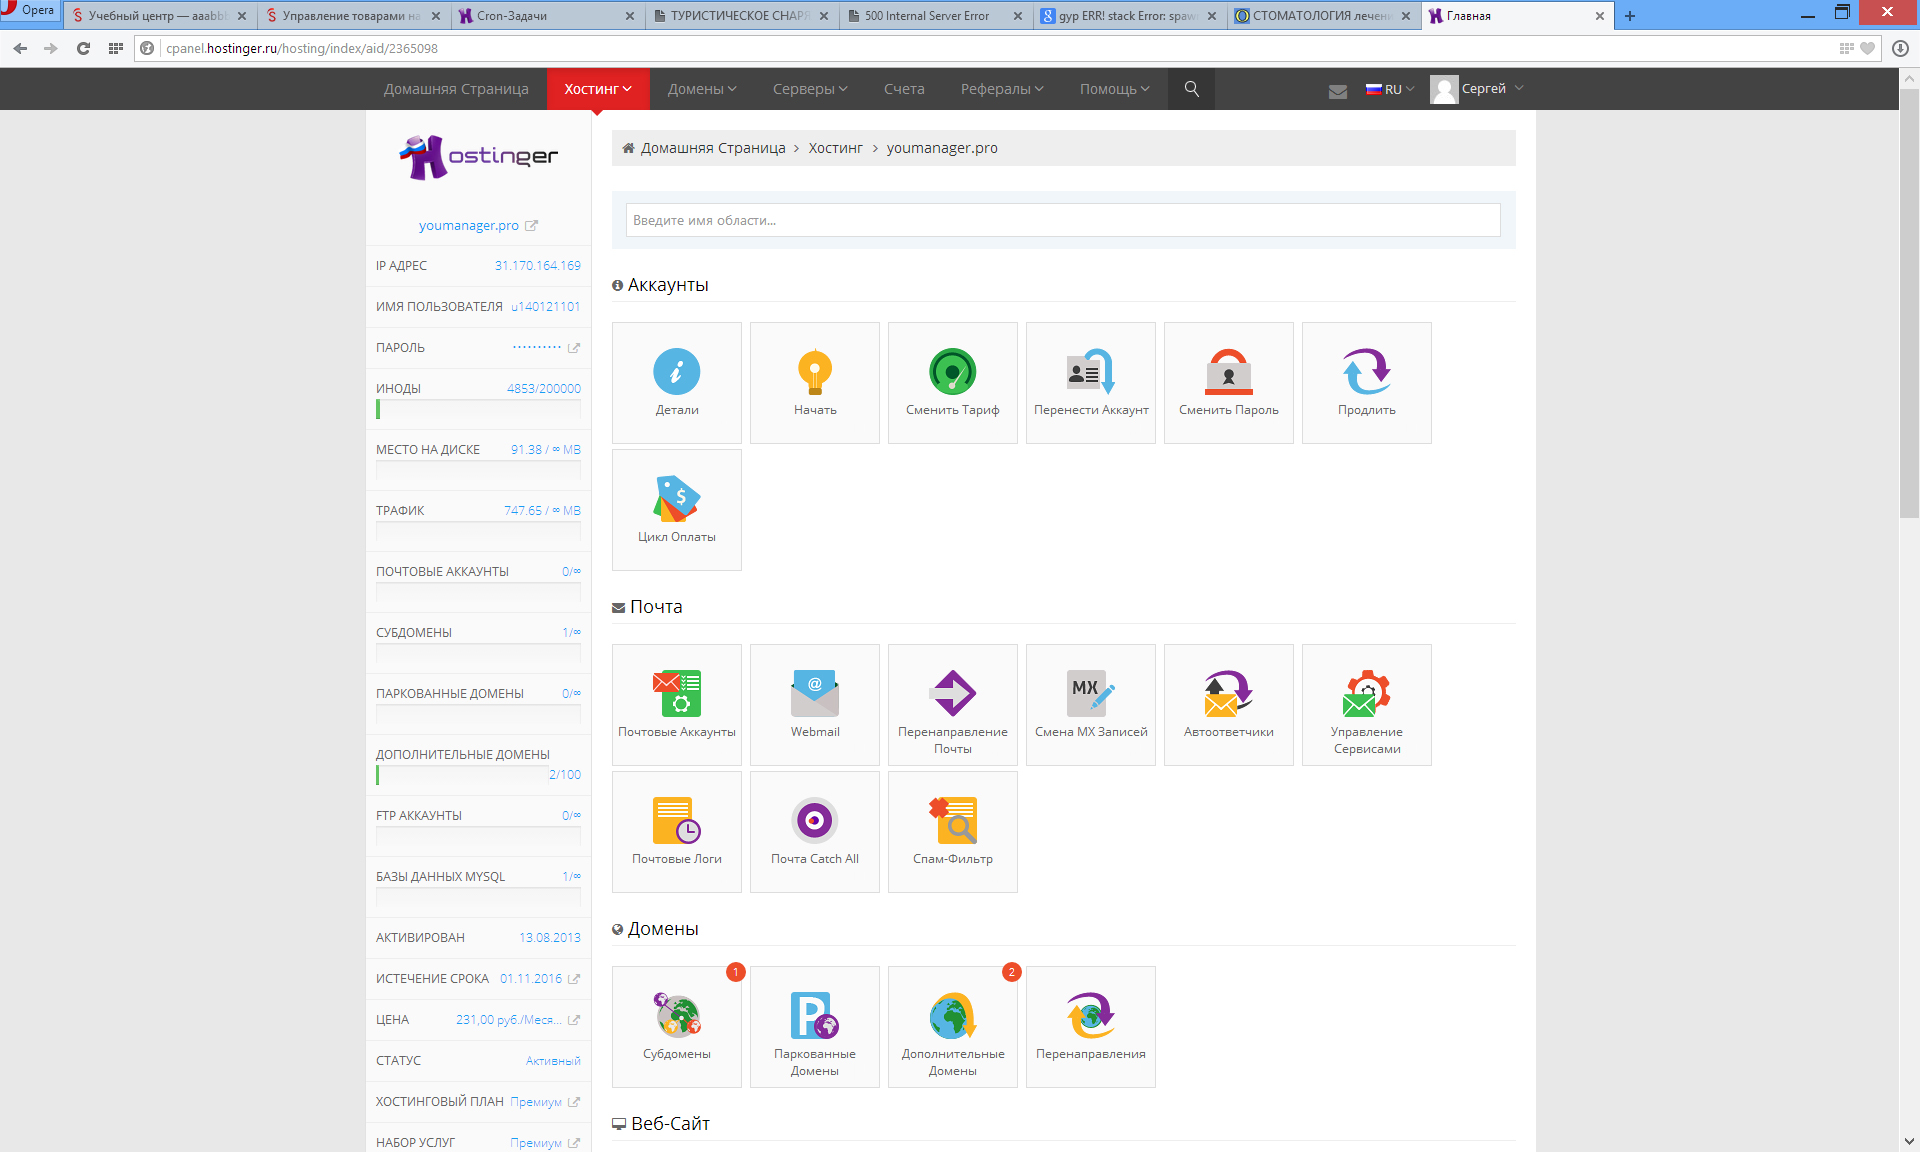 Opera
Учебный центр — aaabbb
Управление товарами на
Cron-Задачи
ТУРИСТИЧЕСКОЕ СНАР
500 Internal Server Error
gyp ERR! stack Error: spaw
СТОМАТОЛОГИЯ лечени
Главная
cpanel.hostinger.ru/hosting/index/aid/2365098
Домашняя Страница
Хостинг
Домены
Серверы
Счета
Рефералы
Помощь
RU
Сергей
Hostinger
youmanager.pro
IP АДРЕС 31.170.164.169
ИМЯ ПОЛЬЗОВАТЕЛЯ u140121101
ПАРОЛЬ ··········
ИНОДЫ 4853/200000
МЕСТО НА ДИСКЕ 91.38 / ∞ MB
ТРАФИК 747.65 / ∞ MB
ПОЧТОВЫЕ АККАУНТЫ 0/∞
СУБДОМЕНЫ 1/∞
ПАРКОВАННЫЕ ДОМЕНЫ 0/∞
ДОПОЛНИТЕЛЬНЫЕ ДОМЕНЫ
2/100
FTP АККАУНТЫ 0/∞
БАЗЫ ДАННЫХ MYSQL 1/∞
АКТИВИРОВАН 13.08.2013
ИСТЕЧЕНИЕ СРОКА 01.11.2016
ЦЕНА 231,00 руб./Меся...
СТАТУС Активный
ХОСТИНГОВЫЙ ПЛАН Премиум
НАБОР УСЛУГ Премиум
Домашняя Страница > Хостинг > youmanager.pro
Введите имя области...
Аккаунты
Детали
Начать
Сменить Тариф
Перенести Аккаунт
Сменить Пароль
Продлить
$
Цикл Оплаты
Почта
Почтовые Аккаунты
@
Webmail
Перенаправление
Почты
MX
Смена MX Записей
Автоответчики
Управление
Сервисами
Почтовые Логи
Почта Catch All
Спам-Фильтр
Домены
1
Субдомены
P
Паркованные
Домены
2
Дополнительные
Домены
Перенаправления
Веб-Сайт